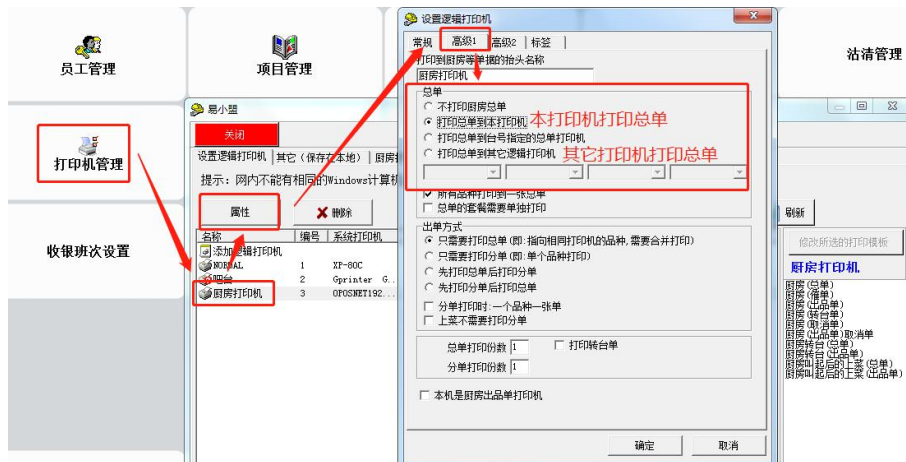 员工管理
项目管理
沽清管理
打印机管理
收银班次设置
易小盟
关闭
设置逻辑打印机
其它(保存在本地)
提示: 网内不能有相同的Windows计算机
属性
删除
刷新
名称 编号 系统打印机
添加逻辑打印机
NORMAL 1 XP-80C
吧台 2 Gprinter G..
厨房打印机 3 OPOSNET192...
设置逻辑打印机
常规 高级1 高级2 标签
打印到厨房等单据的抬头名称
厨房打印机
总单
不打印厨房总单
打印总单到本打印机
本打印机打印总单
打印总单到台号指定的总单打印机
打印总单到其它逻辑打印机
其它打印机打印总单
所有品种打印到一张总单
总单的套餐需要单独打印
出单方式
只需要打印总单(即:指向相同打印机的品种,需要合并打印)
只需要打印分单(即:单个品种打印)
先打印总单后打印分单
先打印分单后打印总单
分单打印时:一个品种一张单
上菜不需要打印分单
总单打印份数 1
打印转台单
分单打印份数 1
本机是厨房出品单打印机
确定
取消
修改所选的打印模板
厨房打印机
厨房(总单)
厨房(催单)
厨房(出品单)
厨房(转台单)
厨房(取消单)
厨房(出品单)取消单
厨房转台(总单)
厨房转台(出品单)
厨房叫起后的上菜(总单)
厨房叫起后的上菜(出品单)